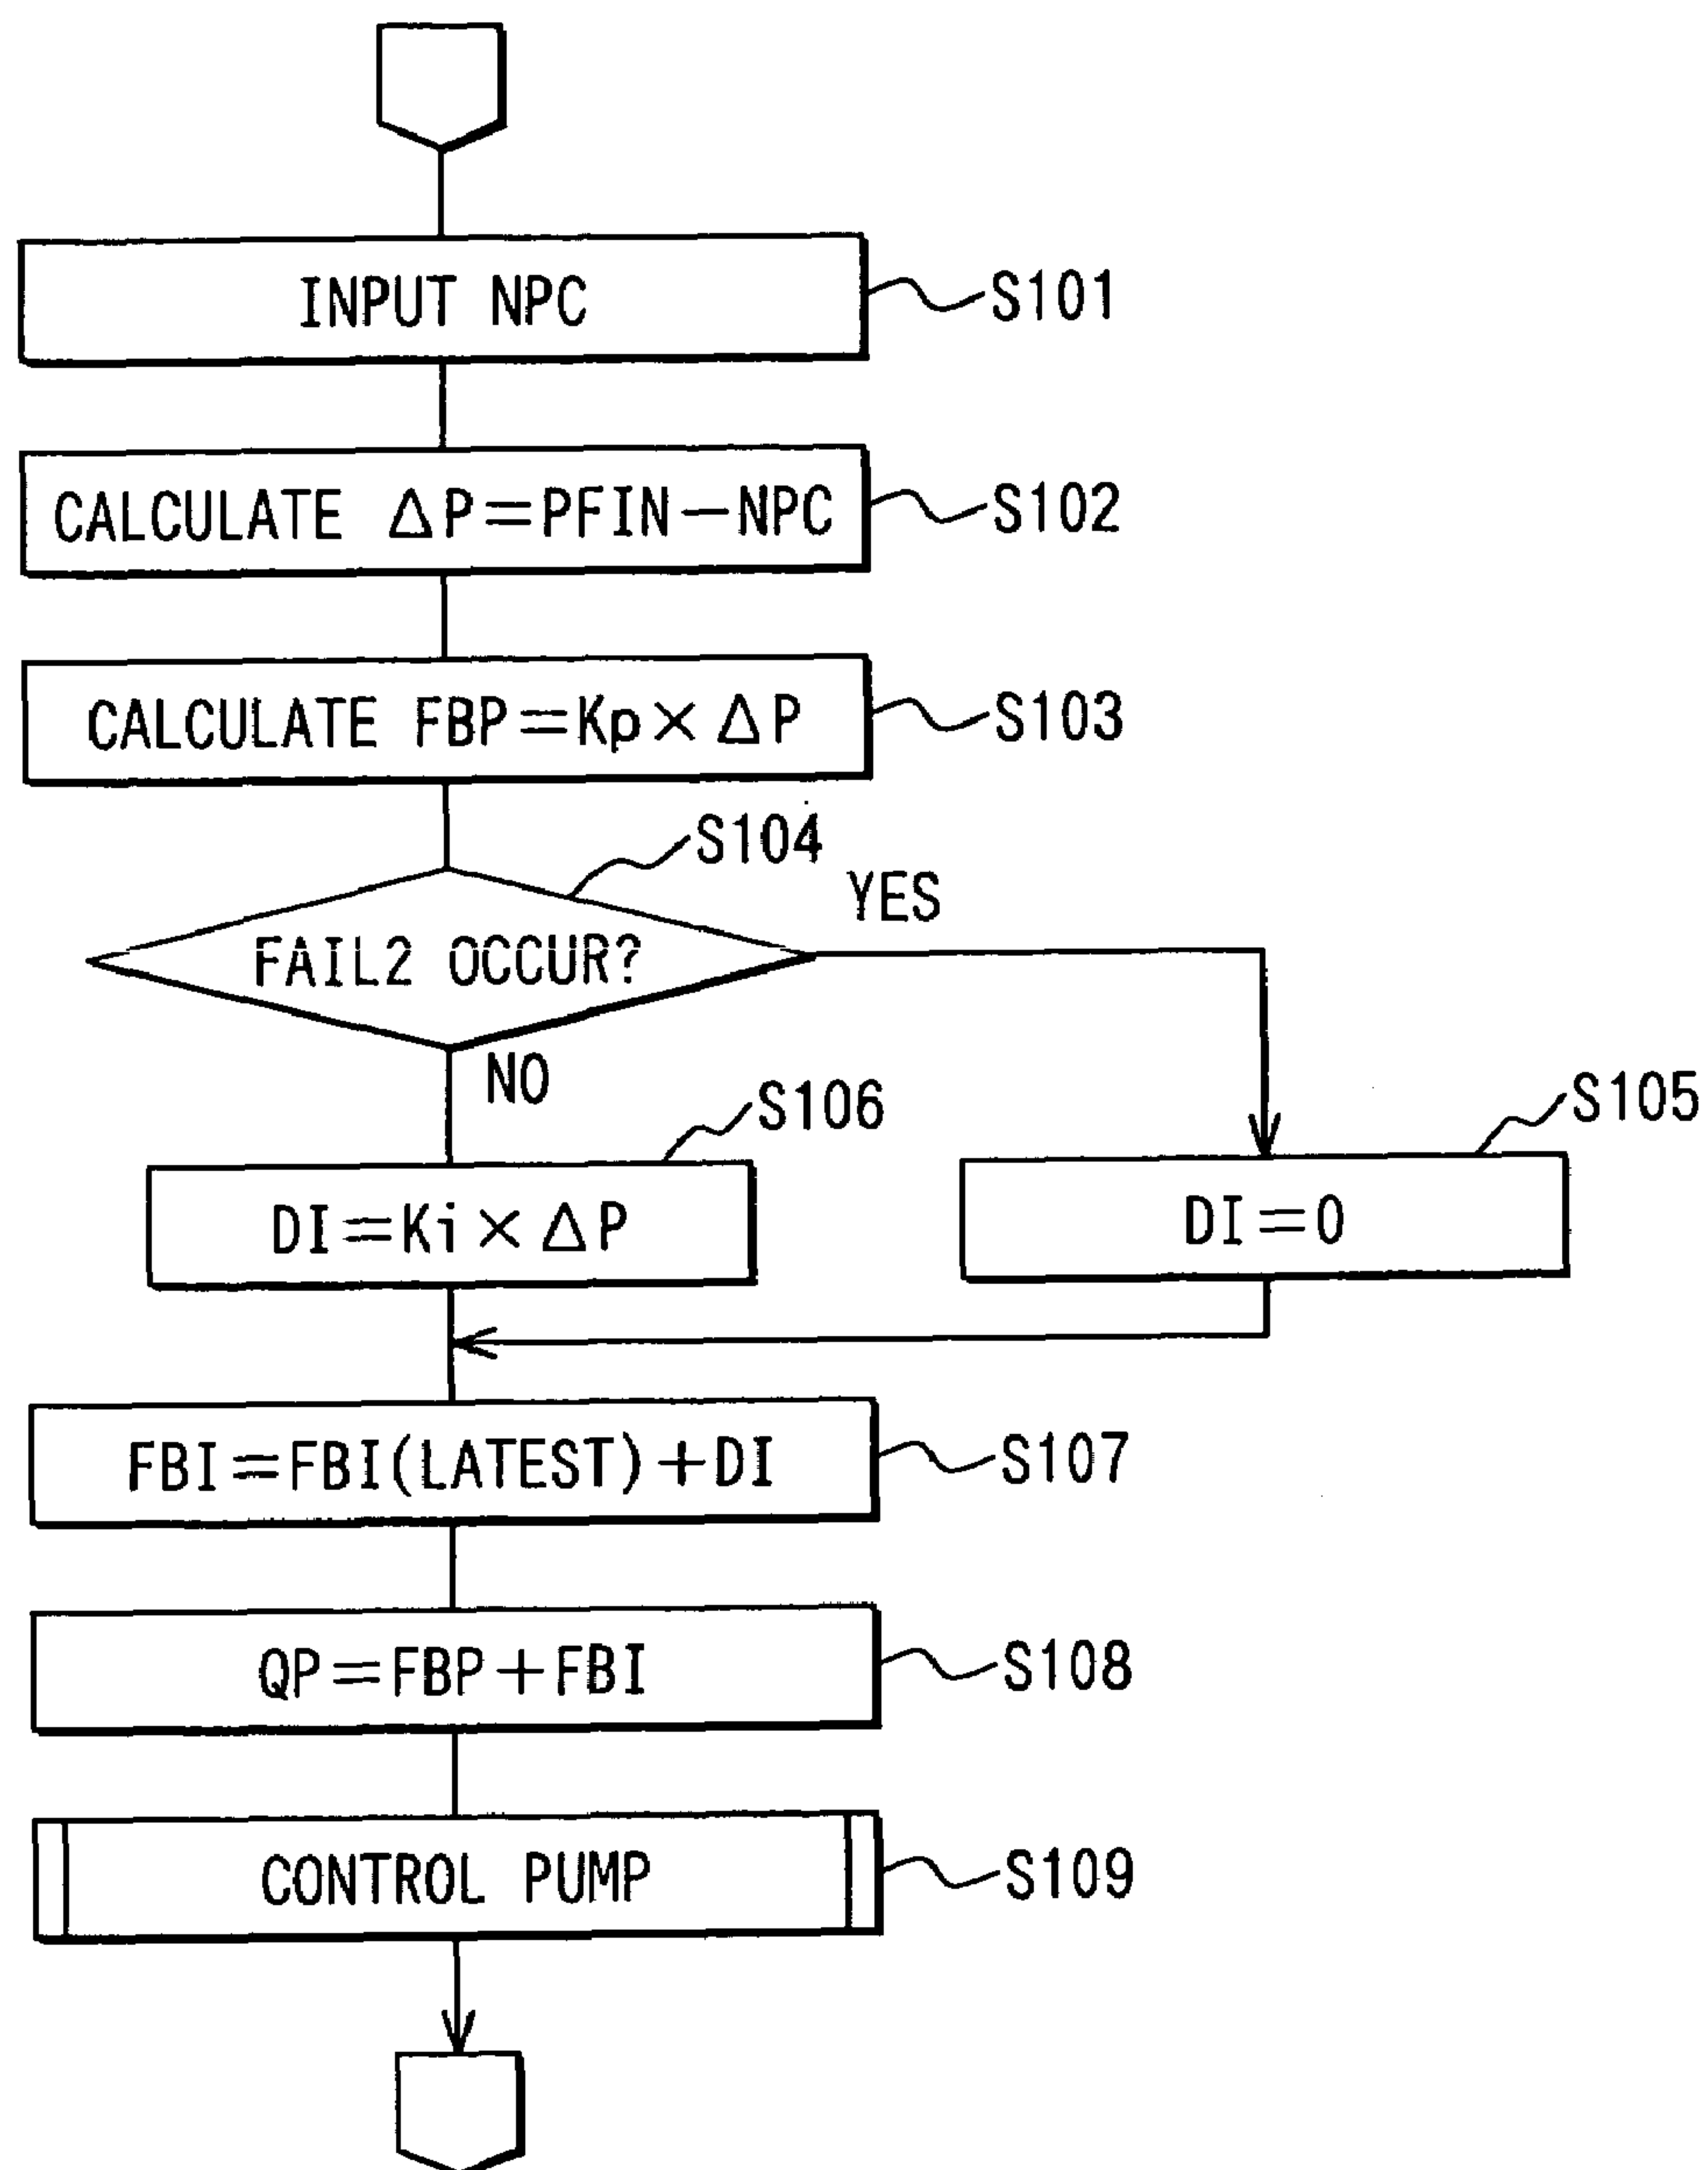 INPUT NPC
S101
CALCULATE ΔP=PFIN-NPC
S102
CALCULATE FBP=Kp×ΔP
S103
S104
FAIL2 OCCUR?
YES
NO
S106
S105
DI=Ki×ΔP
DI=0
FBI=FBI(LATEST)+DI
S107
QP=FBP+FBI
S108
CONTROL PUMP
S109